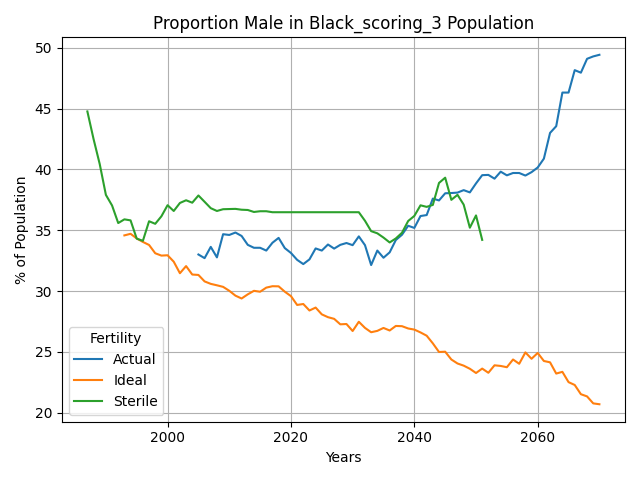 Proportion Male in Black_scoring_3 Population
% of Population
50
45
40
35
30
25
20
Fertility
Actual
Ideal
Sterile
2000 2020 2040 2060
Years